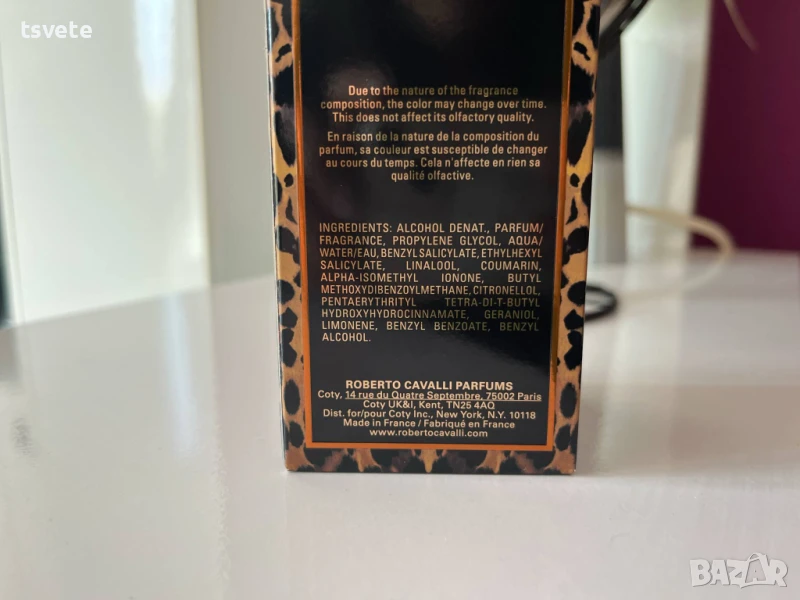 tsvete
Due to the nature of the fragrance
composition, the color may change over time.
This does not affect its olfactory quality.
En raison de la nature de la composition du
parfum, sa couleur est susceptible de changer
au cours du temps. Cela n'affecte en rien sa
qualité olfactive.
INGREDIENTS: ALCOHOL DENAT., PARFUM/
FRAGRANCE, PROPYLENE GLYCOL, AQUA/
WATER/EAU, BENZYL SALICYLATE, ETHYLHEXYL
SALICYLATE, LINALOOL, COUMARIN,
ALPHA-ISOMETHYL IONONE, BUTYL
METHOXYDIBENZOYLMETHANE, CITRONELLOL,
PENTAERYTHRITYL TETRA-DI-T-BUTYL
HYDROXYHYDROCINNAMATE, GERANIOL,
LIMONENE, BENZYL BENZOATE, BENZYL
ALCOHOL.
ROBERTO CAVALLI PARFUMS
Coty, 14 rue du Quatre Septembre, 75002 Paris
Coty UK&I, Kent, TN25 4AQ
Dist. for/pour Coty Inc., New York, N.Y. 10118
Made in France / Fabriqué en France
www.robertocavalli.com
BAZAR